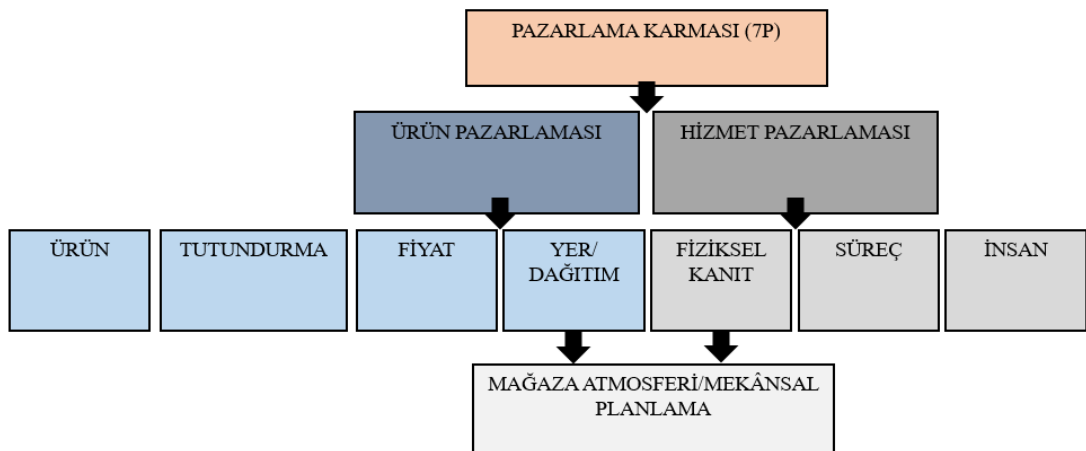 PAZARLAMA KARMASI (7P)
ÜRÜN PAZARLAMASI
HİZMET PAZARLAMASI
ÜRÜN
TUTUNDURMA
FİYAT
YER/
DAĞITIM
FİZİKSEL
KANIT
SÜREÇ
İNSAN
MAĞAZA ATMOSFERİ/MEKÂNSAL
PLANLAMA